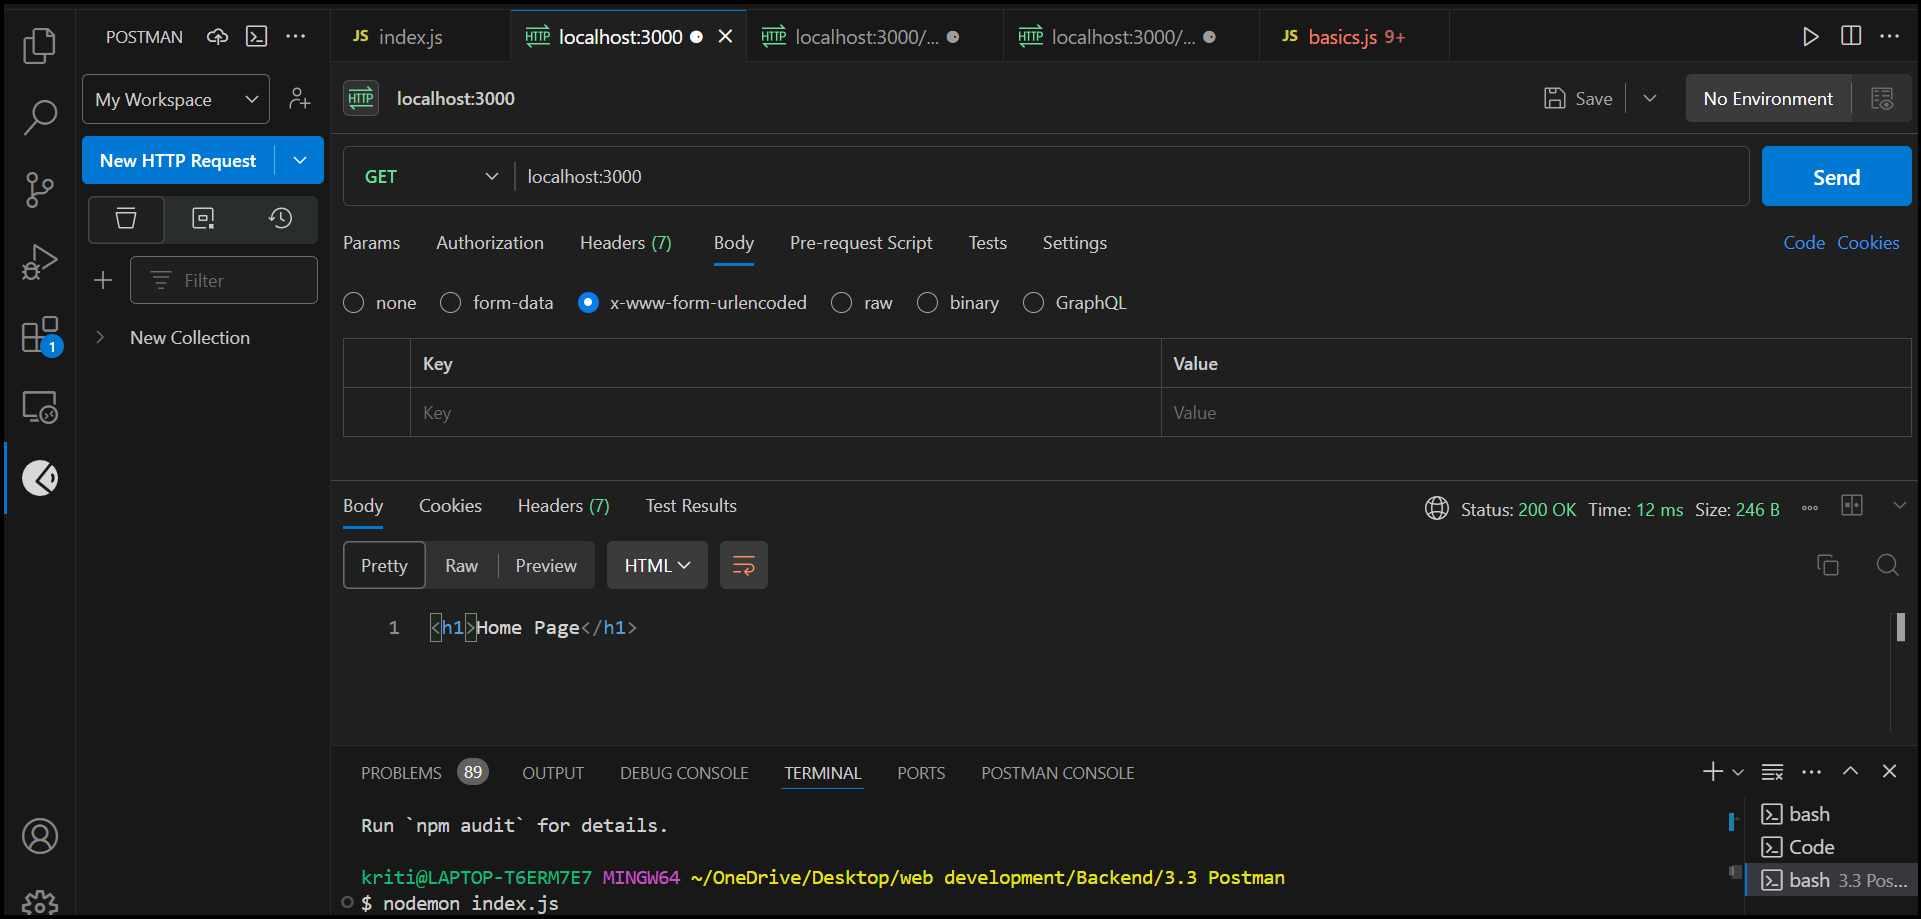 POSTMAN
JS index.js
HTTP localhost:3000
HTTP localhost:3000/...
HTTP localhost:3000/...
JS basics.js 9+
My Workspace
HTTP localhost:3000
Save
No Environment
New HTTP Request
GET localhost:3000
Send
Params Authorization Headers (7) Body Pre-request Script Tests Settings
Code Cookies
Filter
none form-data x-www-form-urlencoded raw binary GraphQL
New Collection
1
Key Value
Key Value
Body Cookies Headers (7) Test Results
Status: 200 OK Time: 12 ms Size: 246 B
Pretty Raw Preview HTML
1 <h1>Home Page</h1>
PROBLEMS 89 OUTPUT DEBUG CONSOLE TERMINAL PORTS POSTMAN CONSOLE
Run `npm audit` for details.
kriti@LAPTOP-T6ERM7E7 MINGW64 ~/OneDrive/Desktop/web development/Backend/3.3 Postman
$ nodemon index.js
bash
Code
bash 3.3 Pos...